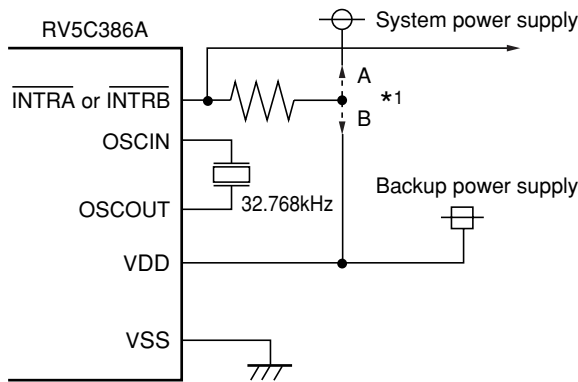 RV5C386A
System power supply
A
INTRA or INTRB
*1
B
OSCIN
OSCOUT
32.768kHz
Backup power supply
VDD
VSS